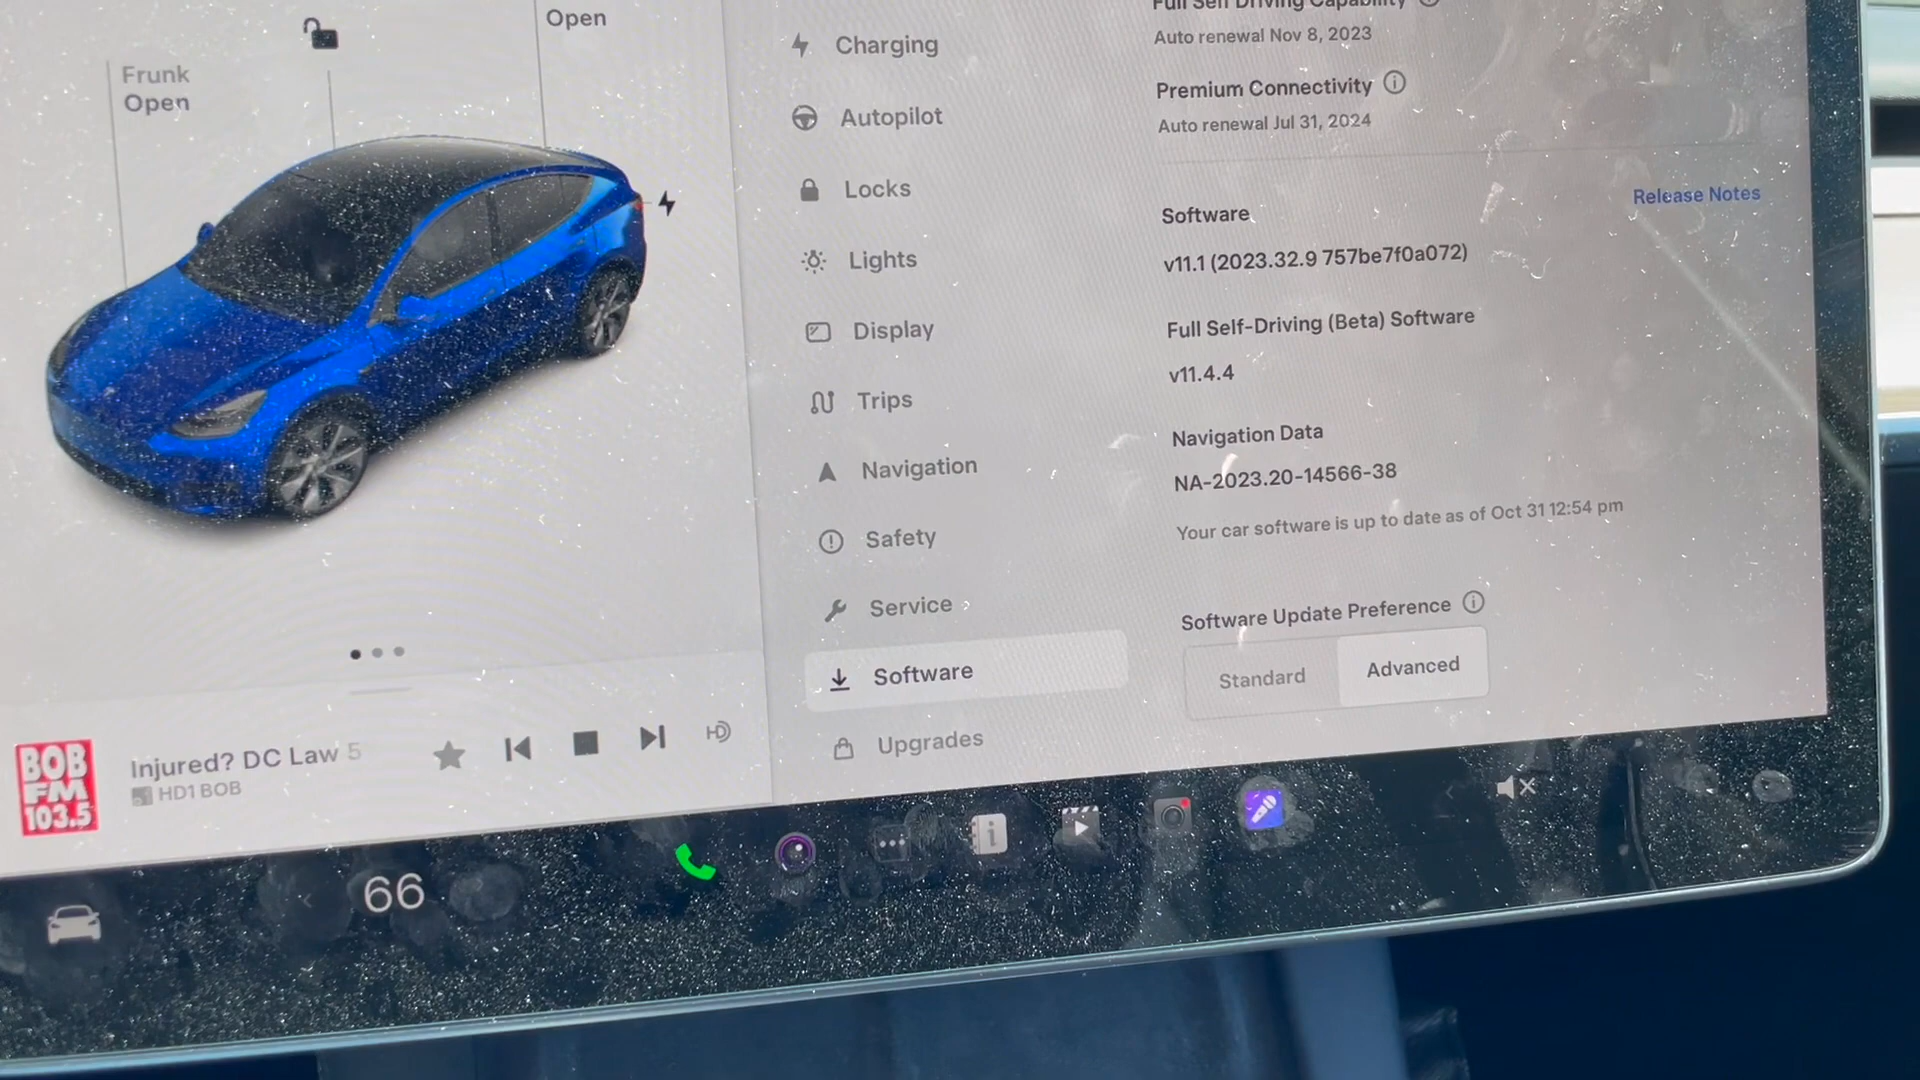 Open
Frunk
Open
Charging
Autopilot
Locks
Lights
Display
Trips
Navigation
Safety
Service
Software
Upgrades
Full Self Driving Capability
Auto renewal Nov 8, 2023
Premium Connectivity
Auto renewal Jul 31, 2024
Software
Release Notes
v11.1 (2023.32.9 757be7f0a072)
Full Self-Driving (Beta) Software
v11.4.4
Navigation Data
NA-2023.20-14566-38
Your car software is up to date as of Oct 31 12:54 pm
Software Update Preference
Standard
Advanced
BOB
FM
103.5
Injured? DC Law 5
HD1 BOB
66